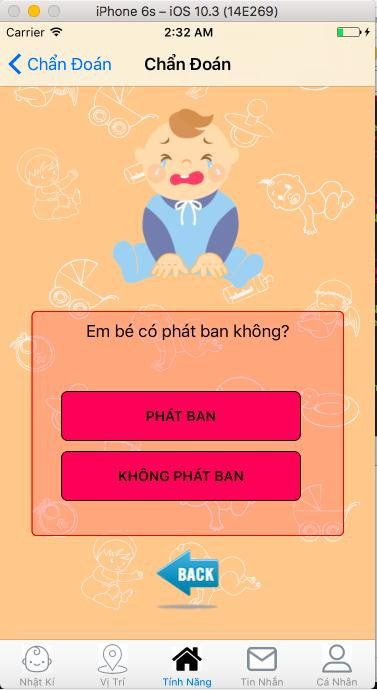 iPhone 6s – iOS 10.3 (14E269)
Carrier 2:32 AM
Chẩn Đoán Chẩn Đoán
Em bé có phát ban không?
PHÁT BAN
KHÔNG PHÁT BAN
BACK
Nhật Kí Vị Trí Tính Năng Tin Nhắn Cá Nhân